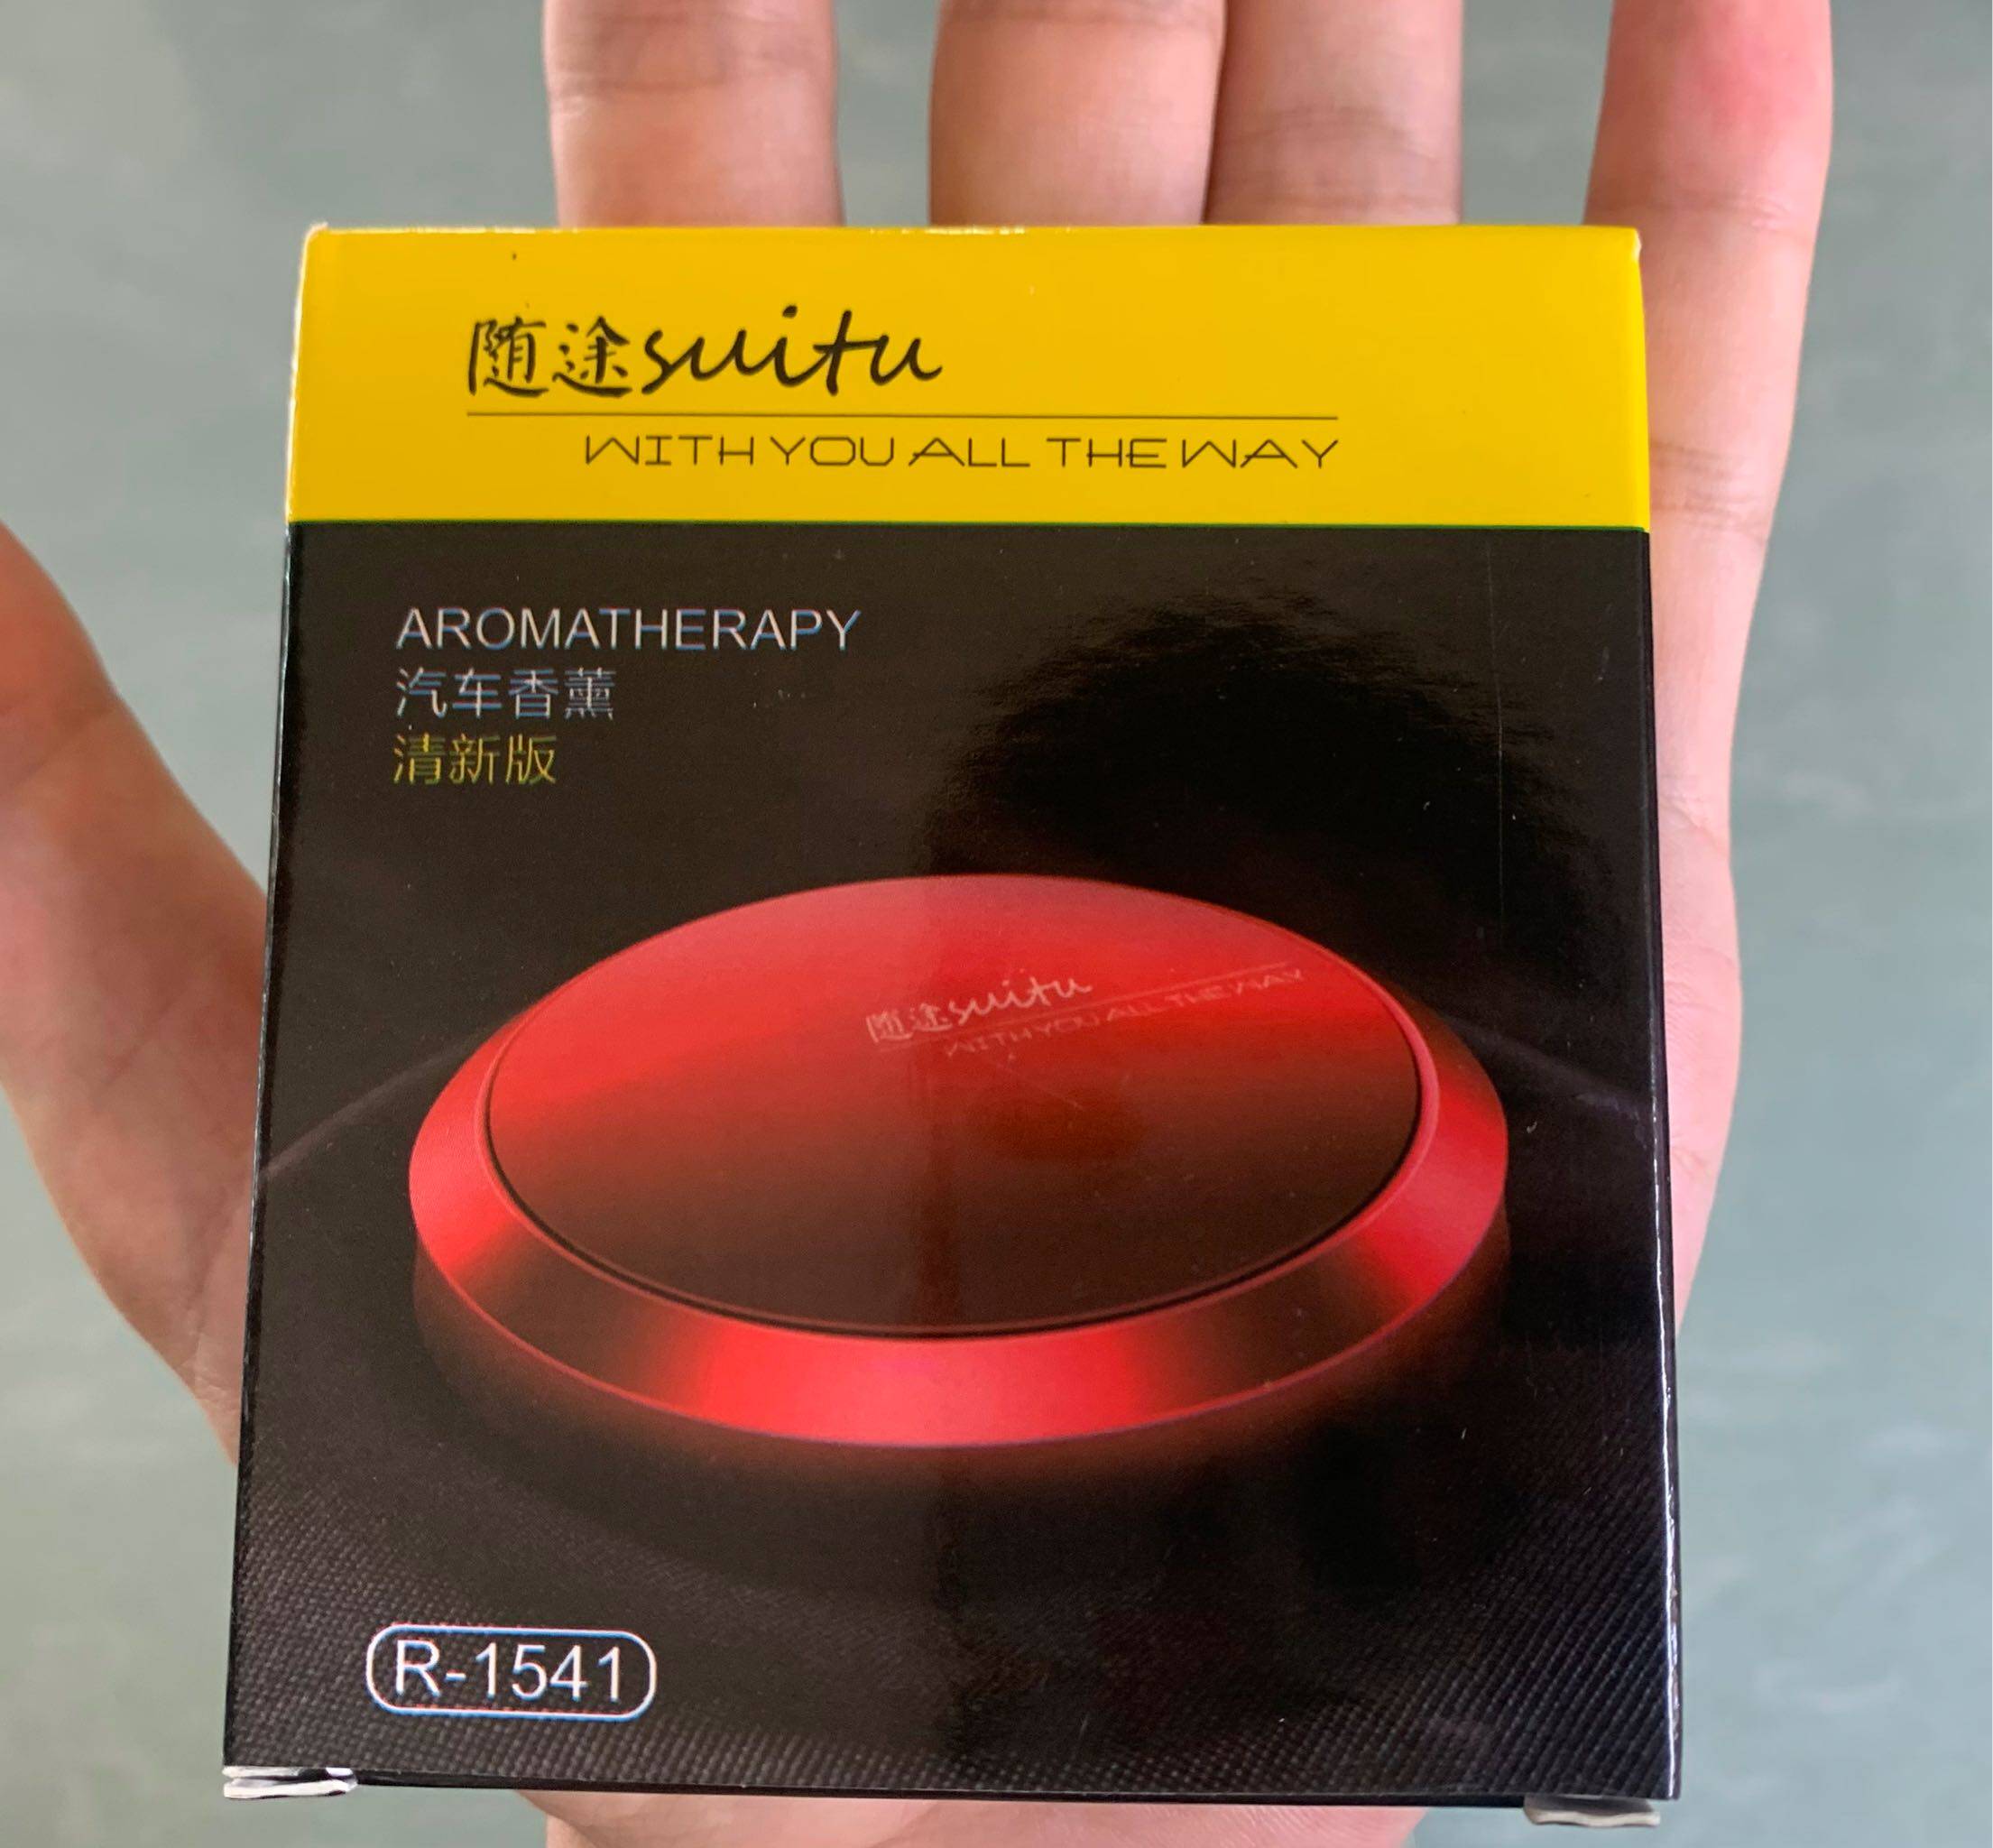 随途suitu
WITH YOU ALL THE WAY
AROMATHERAPY
汽车香薰
清新版
随途suitu
WITH YOU ALL THE WAY
R-1541